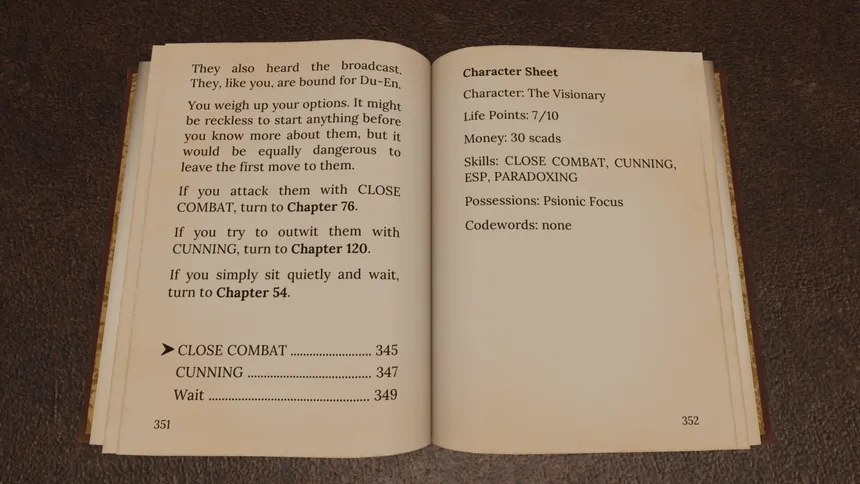 They also heard the broadcast.
They, like you, are bound for Du-En.
You weigh up your options. It might
be reckless to start anything before
you know more about them, but it
would be equally dangerous to
leave the first move to them.
If you attack them with CLOSE
COMBAT, turn to Chapter 76.
If you try to outwit them with
CUNNING, turn to Chapter 120.
If you simply sit quietly and wait,
turn to Chapter 54.
CLOSE COMBAT .......................... 345
CUNNING ....................................... 347
Wait .................................................. 349
351
Character Sheet
Character: The Visionary
Life Points: 7/10
Money: 30 scads
Skills: CLOSE COMBAT, CUNNING,
ESP, PARADOXING
Possessions: Psionic Focus
Codewords: none
352